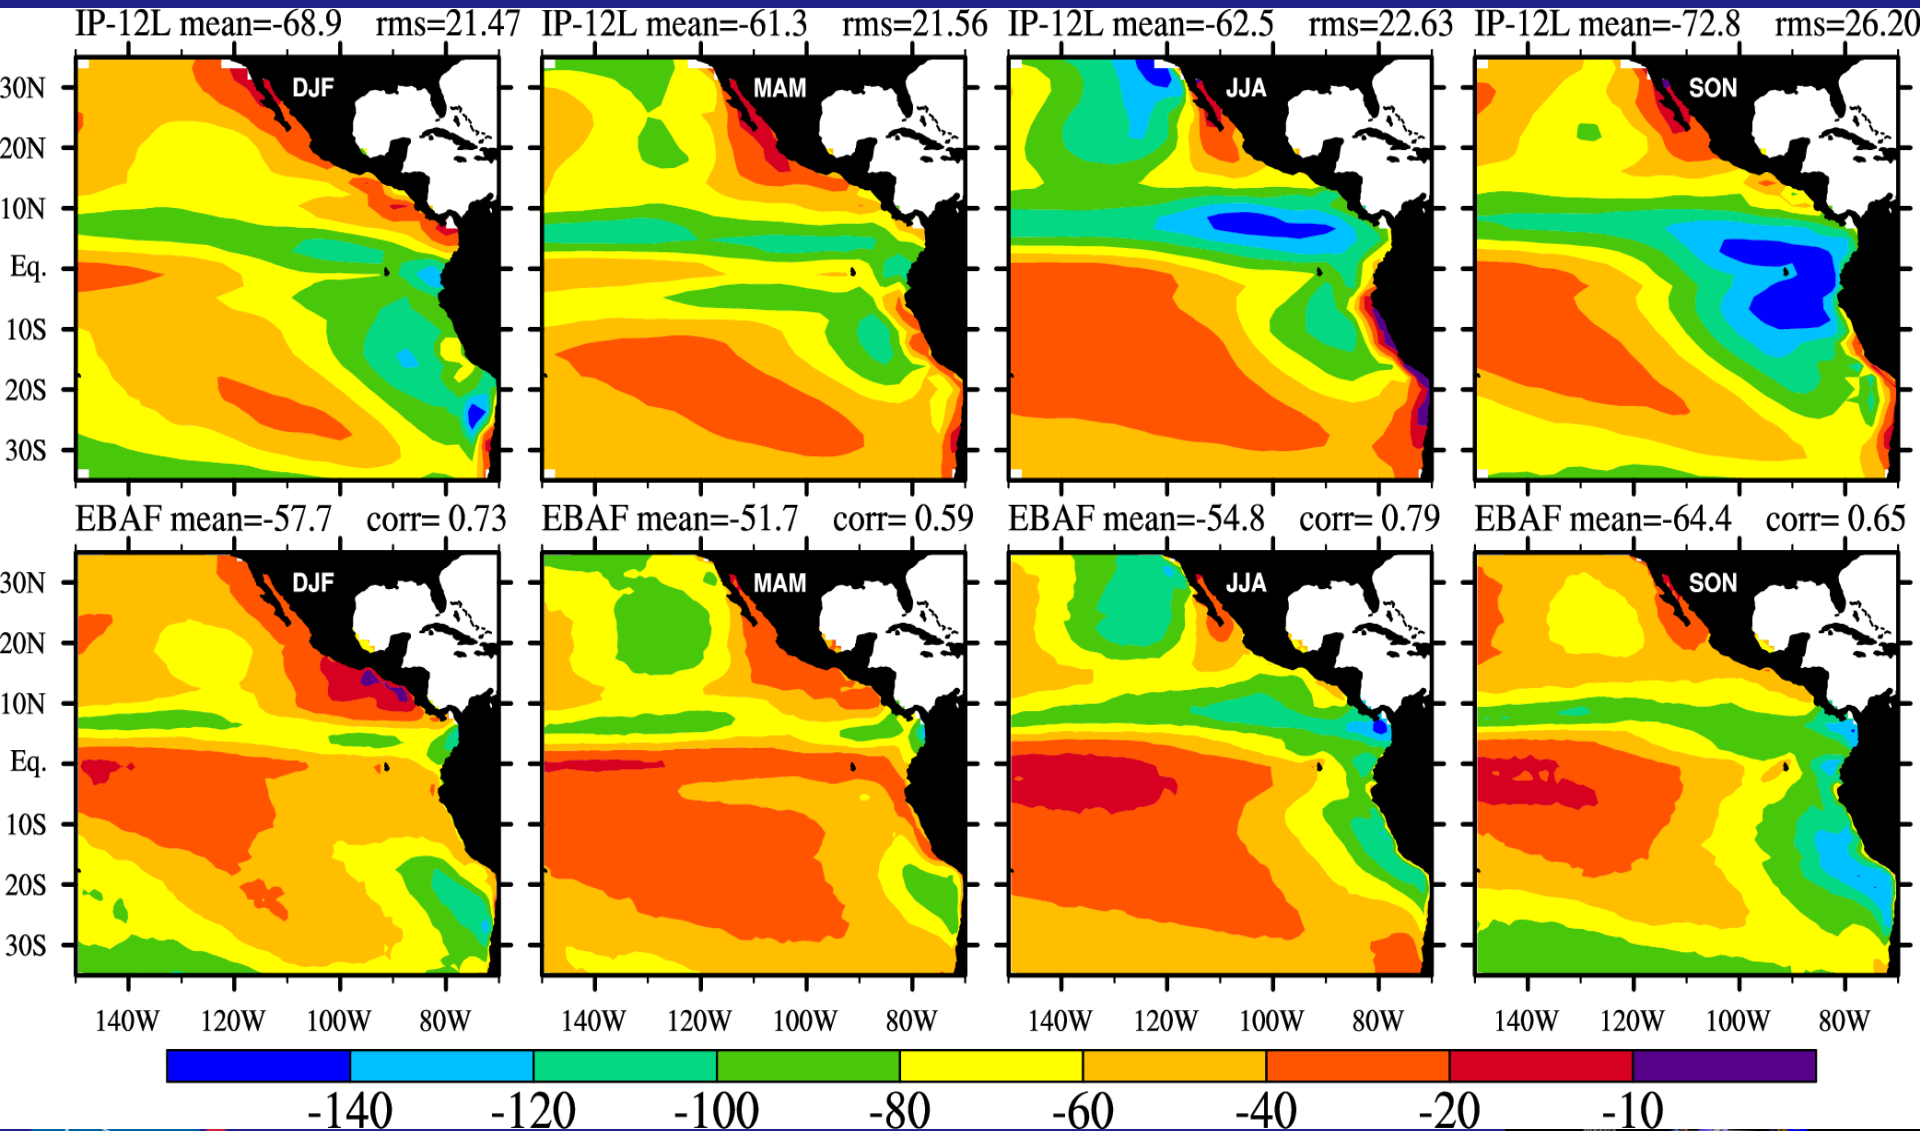 IP-12L mean=-68.9 rms=21.47 IP-12L mean=-61.3 rms=21.56 IP-12L mean=-62.5 rms=22.63 IP-12L mean=-72.8 rms=26.20
DJF MAM JJA SON
30N
20N
10N
Eq.
10S
20S
30S
EBAF mean=-57.7 corr= 0.73 EBAF mean=-51.7 corr= 0.59 EBAF mean=-54.8 corr= 0.79 EBAF mean=-64.4 corr= 0.65
DJF MAM JJA SON
30N
20N
10N
Eq.
10S
20S
30S
140W 120W 100W 80W 140W 120W 100W 80W 140W 120W 100W 80W 140W 120W 100W 80W
-140 -120 -100 -80 -60 -40 -20 -10